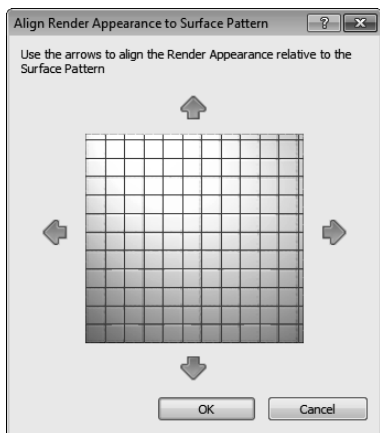 Align Render Appearance to Surface Pattern
Use the arrows to align the Render Appearance relative to the
Surface Pattern
OK
Cancel